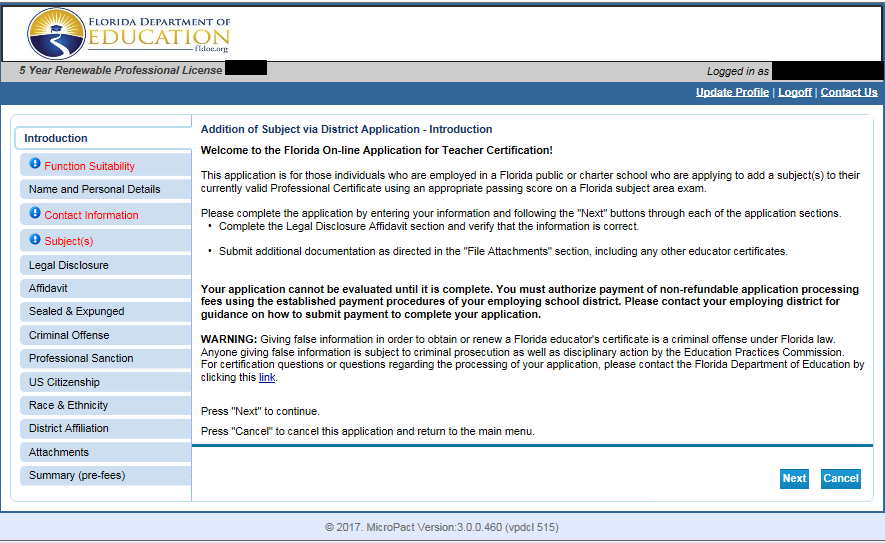 FLORIDA DEPARTMENT OF
EDUCATION
fldoe.org
5 Year Renewable Professional License
Logged in as
Update Profile | Logoff | Contact Us
Introduction
Function Suitability
Name and Personal Details
Contact Information
Subject(s)
Legal Disclosure
Affidavit
Sealed & Expunged
Criminal Offense
Professional Sanction
US Citizenship
Race & Ethnicity
District Affiliation
Attachments
Summary (pre-fees)
Addition of Subject via District Application - Introduction
Welcome to the Florida On-line Application for Teacher Certification!
This application is for those individuals who are employed in a Florida public or charter school who are applying to add a subject(s) to their
currently valid Professional Certificate using an appropriate passing score on a Florida subject area exam.
Please complete the application by entering your information and following the "Next" buttons through each of the application sections.
• Complete the Legal Disclosure Affidavit section and verify that the information is correct.
• Submit additional documentation as directed in the "File Attachments" section, including any other educator certificates.
Your application cannot be evaluated until it is complete. You must authorize payment of non-refundable application processing
fees using the established payment procedures of your employing school district. Please contact your employing district for
guidance on how to submit payment to complete your application.
WARNING: Giving false information in order to obtain or renew a Florida educator's certificate is a criminal offense under Florida law.
Anyone giving false information is subject to criminal prosecution as well as disciplinary action by the Education Practices Commission.
For certification questions or questions regarding the processing of your application, please contact the Florida Department of Education by
clicking this link.
Press "Next" to continue.
Press "Cancel" to cancel this application and return to the main menu.
Next Cancel
© 2017. MicroPact Version:3.0.0.460 (vpdcl 515)